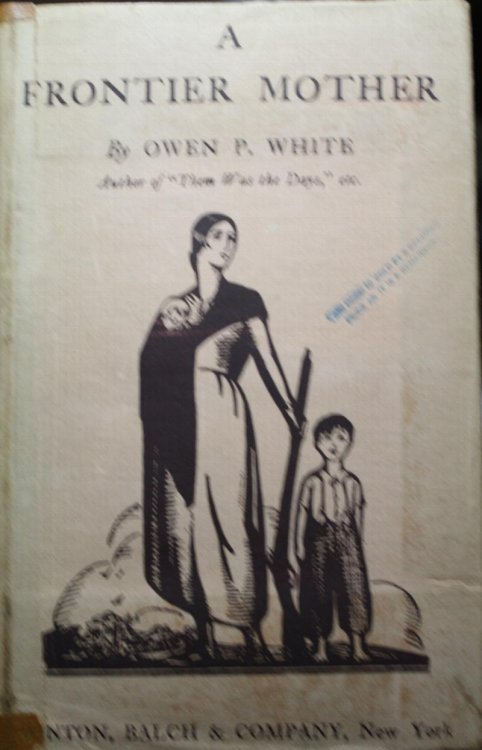 A
FRONTIER MOTHER
By OWEN P. WHITE
Author of "Them Was the Days," etc.
BALCH & COMPANY, New York